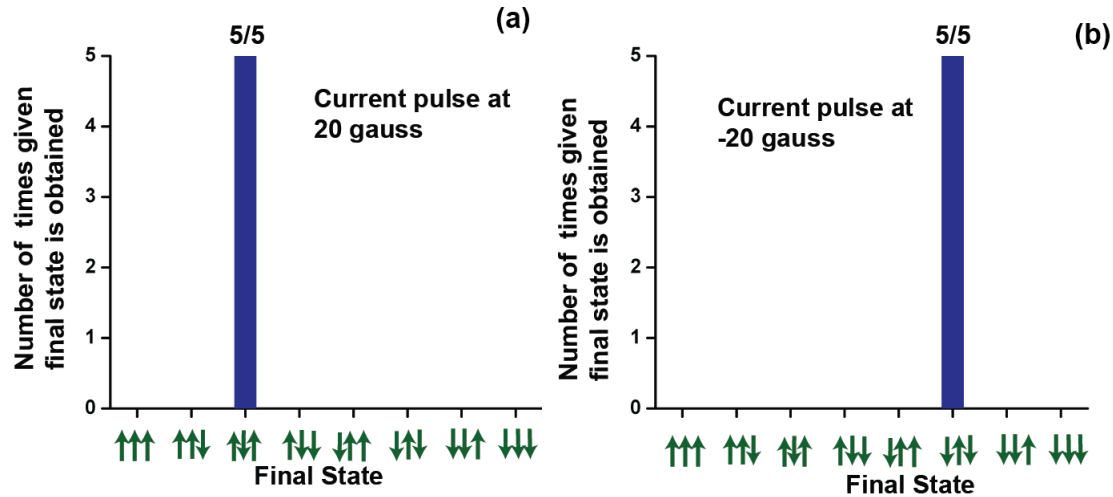 (a)
5/5
Current pulse at
20 gauss
Number of times given
final state is obtained
5
4
3
2
1
0
↑↑↑ ↑↑↓ ↑↓↑ ↑↓↓ ↓↑↑ ↓↑↓ ↓↓↑ ↓↓↓
Final State
(b)
5/5
Current pulse at
-20 gauss
Number of times given
final state is obtained
5
4
3
2
1
0
↑↑↑ ↑↑↓ ↑↓↑ ↑↓↓ ↓↑↑ ↓↑↓ ↓↓↑ ↓↓↓
Final State